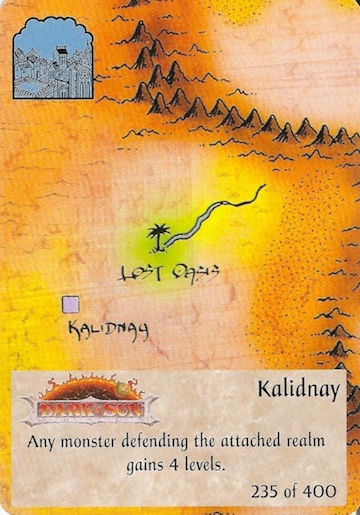 Lost Oasis
Kalidnay
Kalidnay
DARK SUN
Any monster defending the attached realm
gains 4 levels.
235 of 400